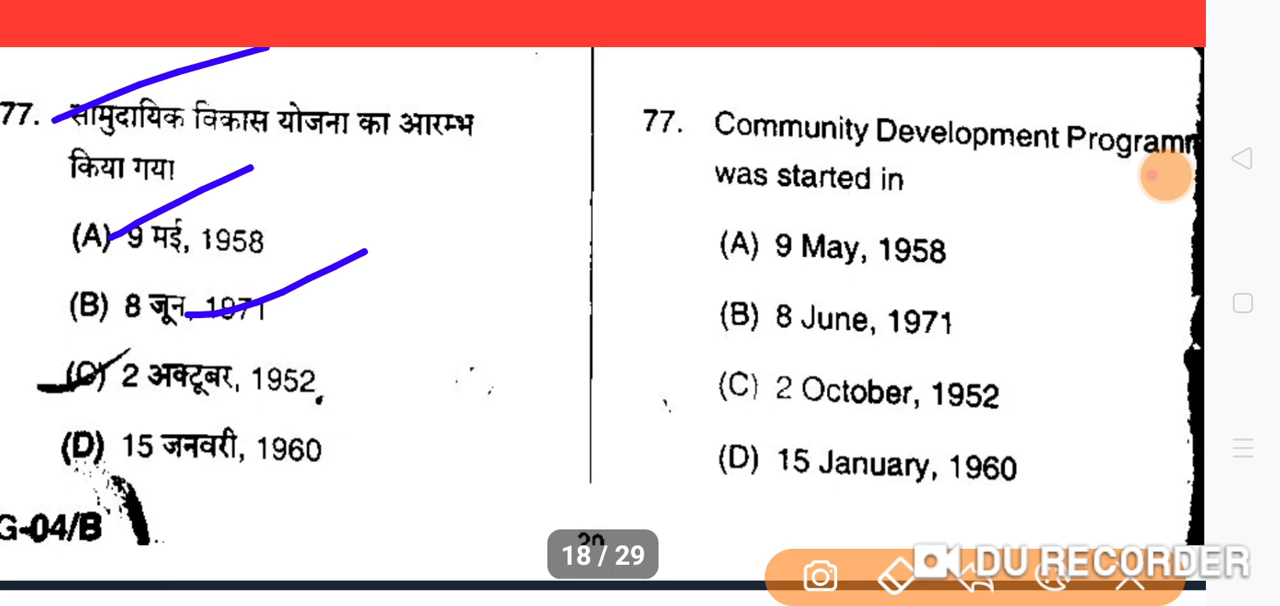 77. सामुदायिक विकास योजना का आरम्भ
किया गया
(A) 9 मई, 1958
(B) 8 जून, 1971
(C) 2 अक्टूबर, 1952
(D) 15 जनवरी, 1960
G-04/B
77. Community Development Programm
was started in
(A) 9 May, 1958
(B) 8 June, 1971
(C) 2 October, 1952
(D) 15 January, 1960
20
18 / 29
DU RECORDER